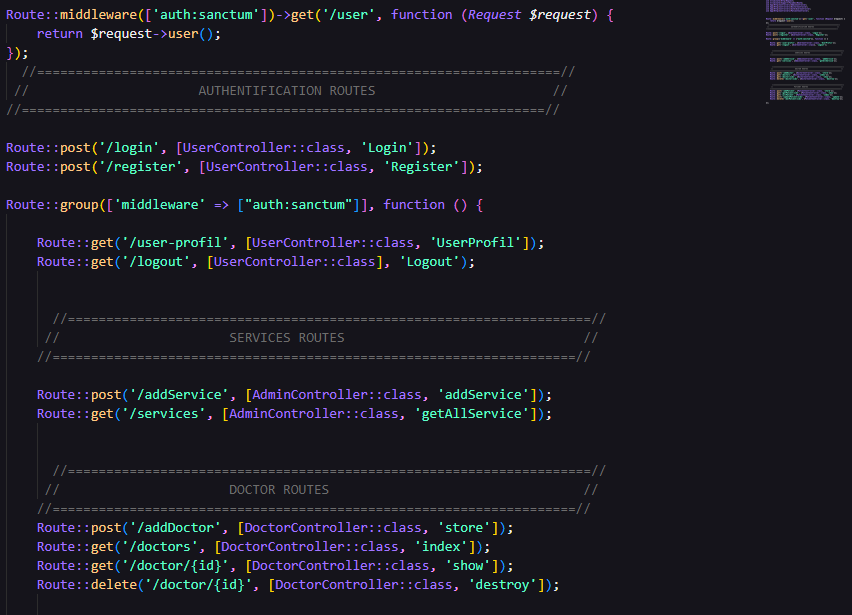 Route::middleware(['auth:sanctum'])->get('/user', function (Request $request) {
    return $request->user();
});
  //====================================================================//
 //                      AUTHENTIFICATION ROUTES                       //
//====================================================================//
Route::post('/login', [UserController::class, 'Login']);
Route::post('/register', [UserController::class, 'Register']);
Route::group(['middleware' => ["auth:sanctum"]], function () {
    Route::get('/user-profil', [UserController::class, 'UserProfil']);
    Route::get('/logout', [UserController::class], 'Logout');
      //====================================================================//
     //                      SERVICES ROUTES                               //
    //====================================================================//
    Route::post('/addService', [AdminController::class, 'addService']);
    Route::get('/services', [AdminController::class, 'getAllService']);
      //====================================================================//
     //                      DOCTOR ROUTES                                 //
    //====================================================================//
    Route::post('/addDoctor', [DoctorController::class, 'store']);
    Route::get('/doctors', [DoctorController::class, 'index']);
    Route::get('/doctor/{id}', [DoctorController::class, 'show']);
    Route::delete('/doctor/{id}', [DoctorController::class, 'destroy']);